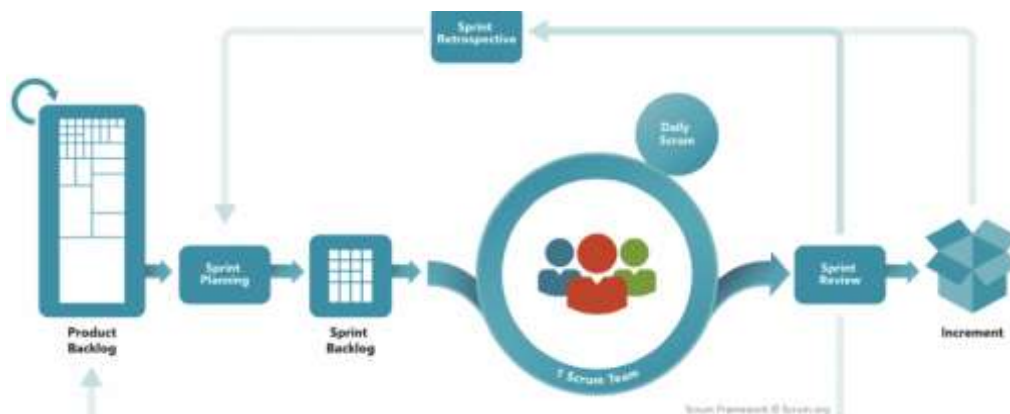 Sprint
Retrospective
Daily
Scrum
Sprint
Planning
Sprint
Review
Product
Backlog
Sprint
Backlog
Increment
1 Scrum Team
Scrum Framework © Scrum.org